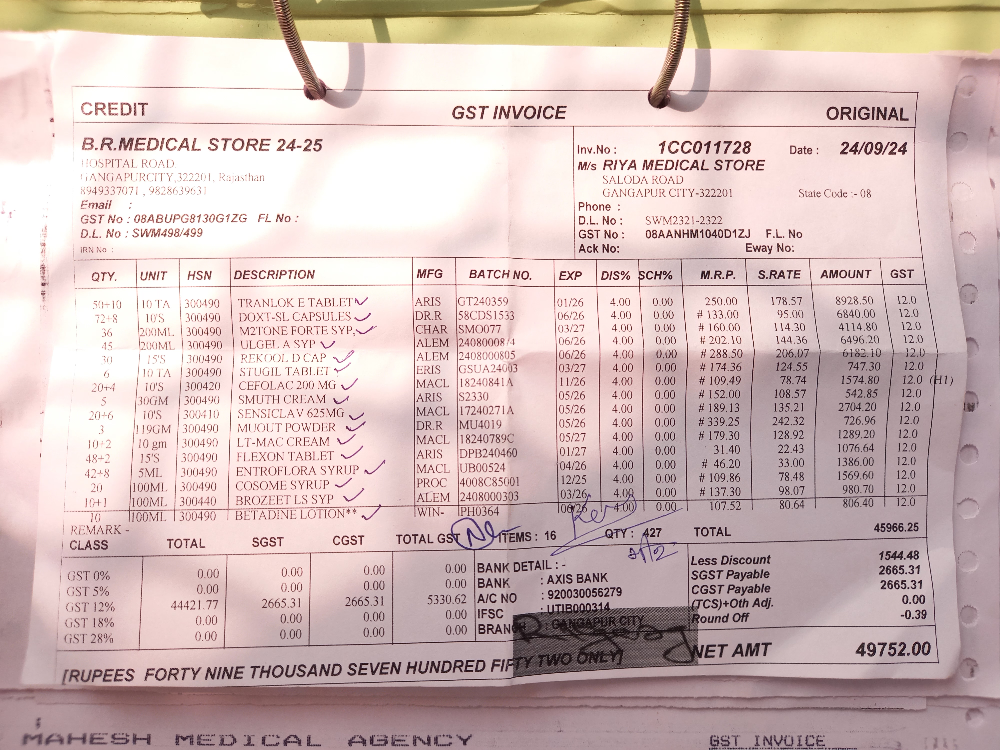 CREDIT GST INVOICE ORIGINAL
B.R.MEDICAL STORE 24-25
HOSPITAL ROAD,
GANGAPURCITY,322201, Rajasthan
8949337071 , 9828639631
Email :
GST No : 08ABUPG8130G1ZG FL No :
D.L. No : SWM498/499
IRN No :
Inv.No : 1CC011728 Date : 24/09/24
M/s RIYA MEDICAL STORE
SALODA ROAD
GANGAPUR CITY-322201 State Code :- 08
Phone :
D.L. No : SWM2321-2322
GST No : 08AANHM1040D1ZJ F.L. No
Ack No: Eway No:
QTY. UNIT HSN DESCRIPTION MFG BATCH NO. EXP DIS% SCH% M.R.P. S.RATE AMOUNT GST
50+10 10 TA 300490 TRANLOK E TABLET ARIS GT240359 01/26 4.00 0.00 250.00 178.57 8928.50 12.0
72+8 10'S 300490 DOXT-SL CAPSULES DR.R 58CDS1533 06/26 4.00 0.00 # 133.00 95.00 6840.00 12.0
36 200ML 300490 M2TONE FORTE SYP, CHAR SMO077 03/27 4.00 0.00 # 160.00 114.30 4114.80 12.0
45 200ML 300490 ULGEL A SYP ALEM 2408000874 06/26 4.00 0.00 # 202.10 144.36 6496.20 12.0
30 15'S 300490 REKOOL D CAP ALEM 2408000805 06/26 4.00 0.00 # 288.50 206.07 6182.10 12.0
6 10 TA 300490 STUGIL TABLET ERIS GSUA24003 03/27 4.00 0.00 # 174.36 124.55 747.30 12.0
20+4 10'S 300420 CEFOLAC 200 MG MACL 18240841A 11/26 4.00 0.00 # 109.49 78.74 1574.80 12.0 (H1)
5 30GM 300490 SMUTH CREAM ARIS S2330 05/26 4.00 0.00 # 152.00 108.57 542.85 12.0
20+6 10'S 300410 SENSICLAV 625MG MACL 17240271A 05/26 4.00 0.00 # 189.13 135.21 2704.20 12.0
3 119GM 300490 MUOUT POWDER DR.R MU4019 05/26 4.00 0.00 # 339.25 242.32 726.96 12.0
10+2 10 gm 300490 LT-MAC CREAM MACL 18240789C 05/27 4.00 0.00 # 179.30 128.92 1289.20 12.0
48+2 15'S 300490 FLEXON TABLET ARIS DPB240460 01/27 4.00 0.00 31.40 22.43 1076.64 12.0
42+8 5ML 300490 ENTROFLORA SYRUP MACL UB00524 04/26 4.00 0.00 # 46.20 33.00 1386.00 12.0
20 100ML 300490 COSOME SYRUP PROC 4008C85001 12/25 4.00 0.00 # 109.86 78.48 1569.60 12.0
10+1 100ML 300440 BROZEET LS SYP ALEM 2408000303 03/26 4.00 0.00 # 137.30 98.07 980.70 12.0
10 100ML 300490 BETADINE LOTION** WIN- PH0364 06/26 4.00 0.00 107.52 80.64 806.40 12.0
REMARK -
CLASS TOTAL SGST CGST TOTAL GST ITEMS : 16 QTY : 427 TOTAL 45966.25
GST 0% 0.00 0.00 0.00 0.00
GST 5% 0.00 0.00 0.00 0.00
GST 12% 44421.77 2665.31 2665.31 5330.62
GST 18% 0.00 0.00 0.00 0.00
GST 28% 0.00 0.00 0.00 0.00
BANK DETAIL : -
BANK : AXIS BANK
A/C NO : 920030056279
IFSC : UTIB000314
BRANCH : GANGAPUR CITY
Less Discount 1544.48
SGST Payable 2665.31
CGST Payable 2665.31
(TCS)+Oth Adj. 0.00
Round Off -0.39
NET AMT 49752.00
[RUPEES FORTY NINE THOUSAND SEVEN HUNDRED FIFTY TWO ONLY]
MAHESH MEDICAL AGENCY GST INVOICE